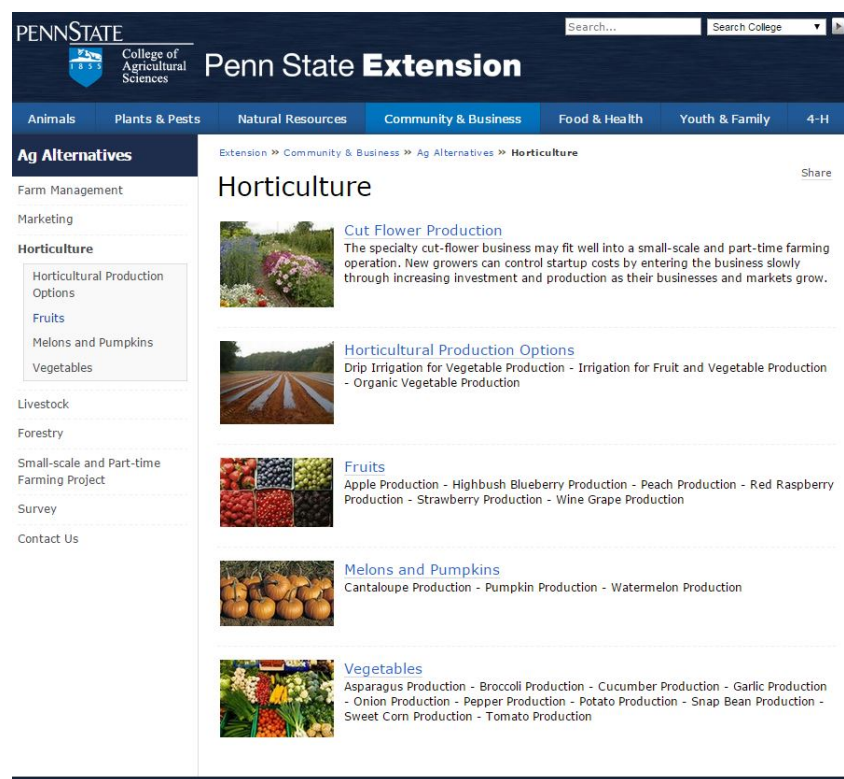 PENNSTATE
1855
College of
Agricultural
Sciences
Penn State Extension
Search...
Search College
Animals
Plants & Pests
Natural Resources
Community & Business
Food & Health
Youth & Family
4-H
Ag Alternatives
Farm Management
Marketing
Horticulture
Horticultural Production
Options
Fruits
Melons and Pumpkins
Vegetables
Livestock
Forestry
Small-scale and Part-time
Farming Project
Survey
Contact Us
Extension » Community & Business » Ag Alternatives » Horticulture
Share
Horticulture
Cut Flower Production
The specialty cut-flower business may fit well into a small-scale and part-time farming
operation. New growers can control startup costs by entering the business slowly
through increasing investment and production as their businesses and markets grow.
Horticultural Production Options
Drip Irrigation for Vegetable Production - Irrigation for Fruit and Vegetable Production
- Organic Vegetable Production
Fruits
Apple Production - Highbush Blueberry Production - Peach Production - Red Raspberry
Production - Strawberry Production - Wine Grape Production
Melons and Pumpkins
Cantaloupe Production - Pumpkin Production - Watermelon Production
Vegetables
Asparagus Production - Broccoli Production - Cucumber Production - Garlic Production
- Onion Production - Pepper Production - Potato Production - Snap Bean Production -
Sweet Corn Production - Tomato Production